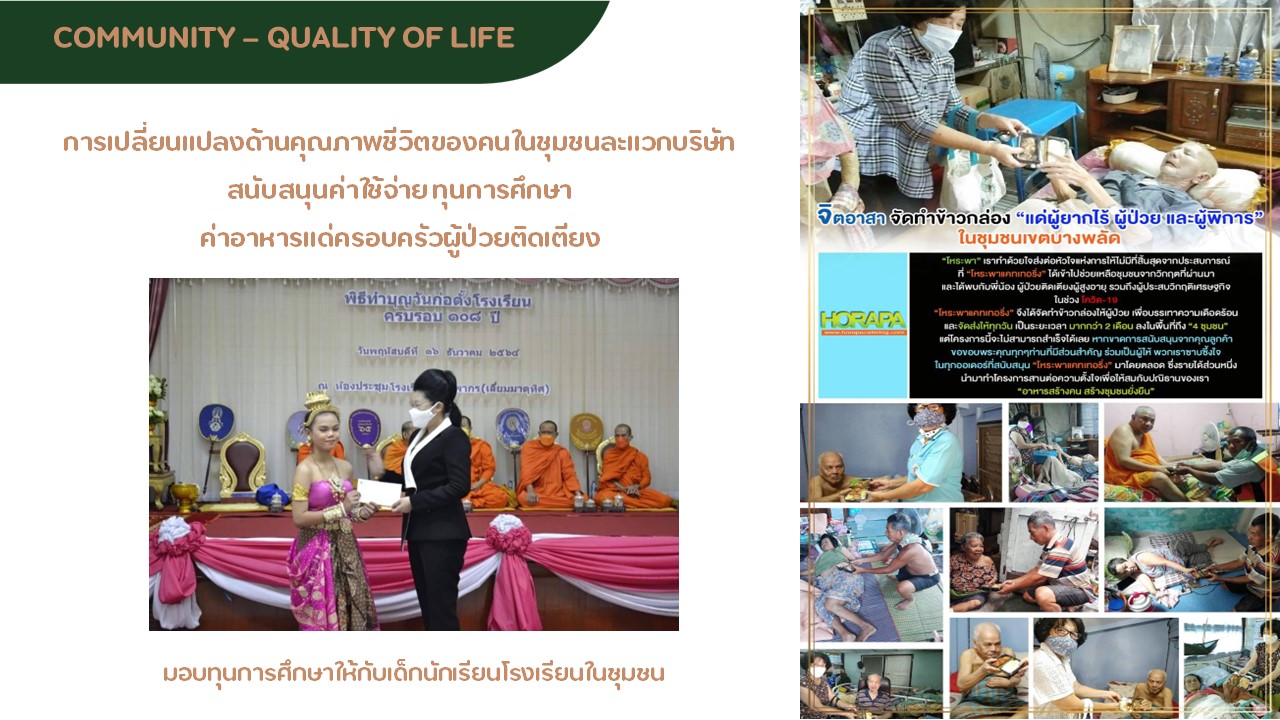 COMMUNITY – QUALITY OF LIFE
การเปลี่ยนแปลงด้านคุณภาพชีวิตของคนในชุมชนละแวกบริษัท
สนับสนุนค่าใช้จ่าย ทุนการศึกษา
ค่าอาหารแด่ครอบครัวผู้ป่วยติดเตียง
พิธีทำบุญวันก่อตั้งโรงเรียน
ครบรอบ ๑๐๘ ปี
วันพฤหัสบดีที่ ๑๖ ธันวาคม ๒๕๖๔
ณ ห้องประชุมโรงเรีย พากร(เลี่ยมมาตุทิศ)
มอบทุนการศึกษาให้กับเด็กนักเรียนโรงเรียนในชุมชน
จิตอาสา จัดทำข้าวกล่อง “แด่ผู้ยากไร้ ผู้ป่วย และผู้พิการ”
ในชุมชนเขตบางพลัด
HORAPA
www.horapacatering.com
“โหระพา” เราทำด้วยใจส่งต่อหัวใจแห่งการให้ไม่มีที่สิ้นสุดจากประสบการณ์
ที่ “โหระพาแคทเทอริ่ง” ได้เข้าไปช่วยเหลือชุมชนจากวิกฤตที่ผ่านมา
และได้พบกับพี่น้อง ผู้ป่วยติดเตียงผู้สูงอายุ รวมถึงผู้ประสบวิกฤติเศรษฐกิจ
ในช่วง โควิด-19
“โหระพาแคทเทอริ่ง” จึงได้จัดทำข้าวกล่องให้ผู้ป่วย เพื่อบรรเทาความเดือดร้อน
และจัดส่งให้ทุกวัน เป็นระยะเวลา มากกว่า 2 เดือน ลงในพื้นที่ถึง “4 ชุมชน”
แต่โครงการนี้จะไม่สามารถสำเร็จได้เลย หากขาดการสนับสนุนจากคุณลูกค้า
ขอขอบพระคุณทุกๆท่านที่มีส่วนสำคัญ ร่วมเป็นผู้ให้ พวกเราซาบซึ้งใจ
ในทุกออเดอร์ที่สนับสนุน “โหระพาแคทเทอริ่ง” มาโดยตลอด ซึ่งรายได้ส่วนหนึ่ง
นำมาทำโครงการสานต่อความตั้งใจเพื่อให้สมกับปณิธานของเรา
“อาหารสร้างคน สร้างชุมชนยั่งยืน”